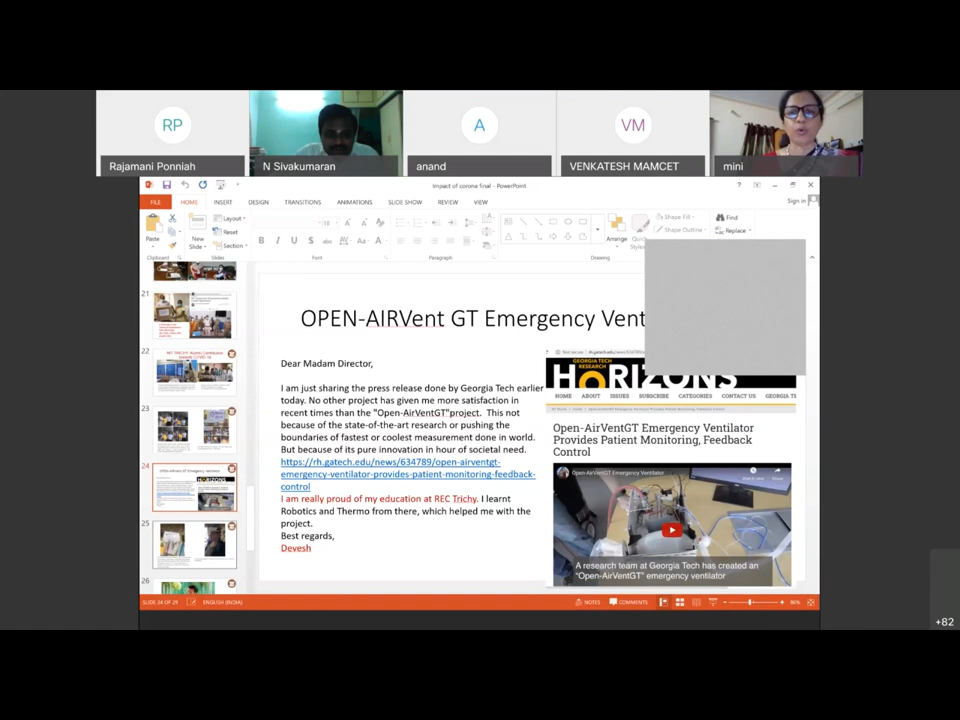 RP
A
VM
Rajamani Ponniah
N Sivakumaran
anand
VENKATESH MAMCET
mini
Impact of corona final - PowerPoint
Sign in
FILE
HOME
INSERT
DESIGN
TRANSITIONS
ANIMATIONS
SLIDE SHOW
REVIEW
VIEW
Paste
New
Slide
Layout
Reset
Section
Arrange
Quick
Styles
Shape Fill
Shape Outline
Find
Replace
Clipboard
Slides
Font
Paragraph
Drawing
21
22
23
24
25
26
OPEN-AIRVent GT Emergency Vent
Dear Madam Director,
I am just sharing the press release done by Georgia Tech earlier
today. No other project has given me more satisfaction in
recent times than the "Open-AirVentGT"project. This not
because of the state-of-the-art research or pushing the
boundaries of fastest or coolest measurement done in world.
But because of its pure innovation in hour of societal need.
https://rh.gatech.edu/news/634789/open-airventgt-
emergency-ventilator-provides-patient-monitoring-feedback-
control
I am really proud of my education at REC Trichy. I learnt
Robotics and Thermo from there, which helped me with the
project.
Best regards,
Devesh
GEORGIA TECH
RESEARCH
HORIZONS
HOME ABOUT ISSUES SUBSCRIBE CATEGORIES CONTACT US GEORGIA T
Open-AirVentGT Emergency Ventilator
Provides Patient Monitoring, Feedback
Control
Open-AirVentGT Emergency Ventilator
Share
A research team at Georgia Tech has created an
"Open-AirVentGT" emergency ventilator
SLIDE 24 OF 29
ENGLISH (INDIA)
NOTES
COMMENTS
86%
+82